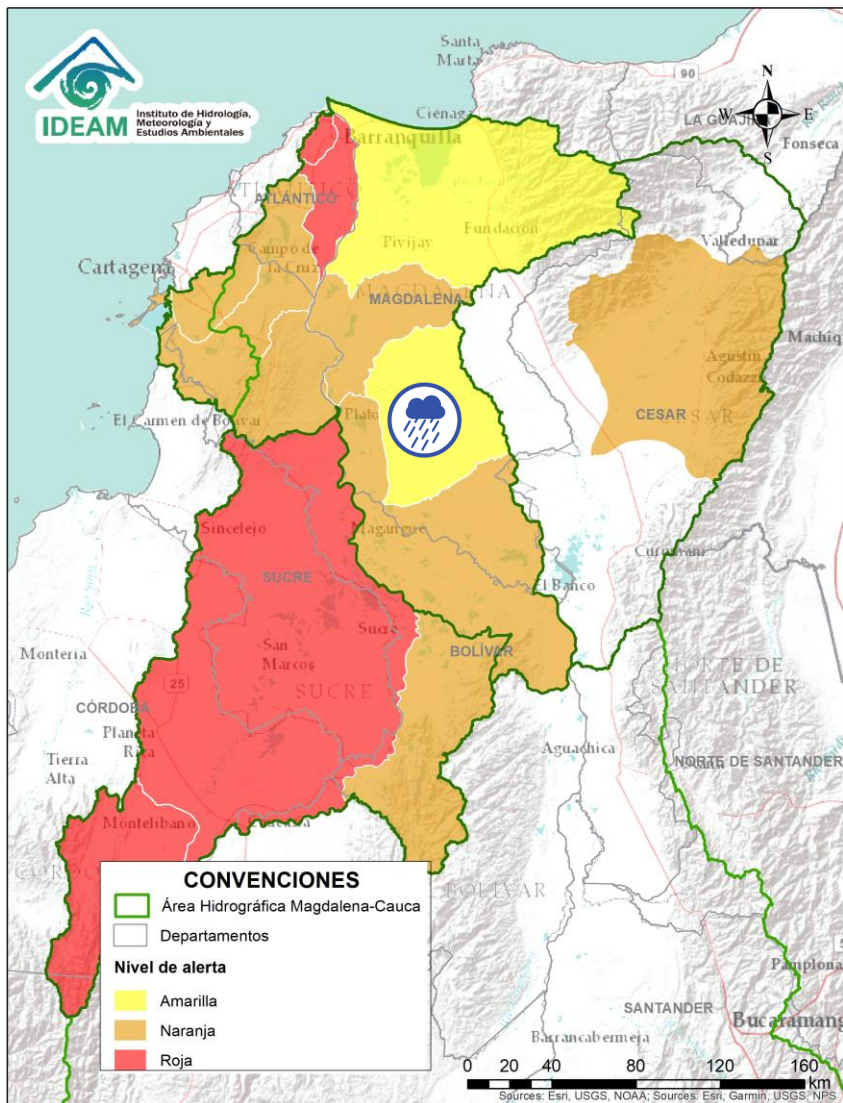 Santa
Marta
90
N
W
E
S
IDEAM
Instituto de Hidrología,
Meteorología y
Estudios Ambientales
Ciénaga
LA GUAJIRA
Fonseca
Barranquilla
ATLÁNTICO
Valledupar
Pivijay
Fundación
Campo de
la Cruz
Cartagena
MAGDALENA
Agustín
Codazzi
CESAR
El Carmen de Bolívar
Plato
Sincelejo
Magangue
SUCRE
El Banco
Sucre
San
Marcos
SUCRE
BOLÍVAR
Montería
25
CÓRDOBA
NORTE DE
SANTANDER
Planeta
Rica
Tierra
Alta
Aguachica
NORTE DE SANTANDER
Montelíbano
BOLÍVAR
CONVENCIONES
Área Hidrográfica Magdalena-Cauca
Departamentos
Nivel de alerta
Amarilla
Naranja
Roja
Pamplona
SANTANDER
Barrancabermeja
0 20 40 80 120 160
km
Sources: Esri, USGS, NOAA; Sources: Esri, Garmin, USGS, NPS